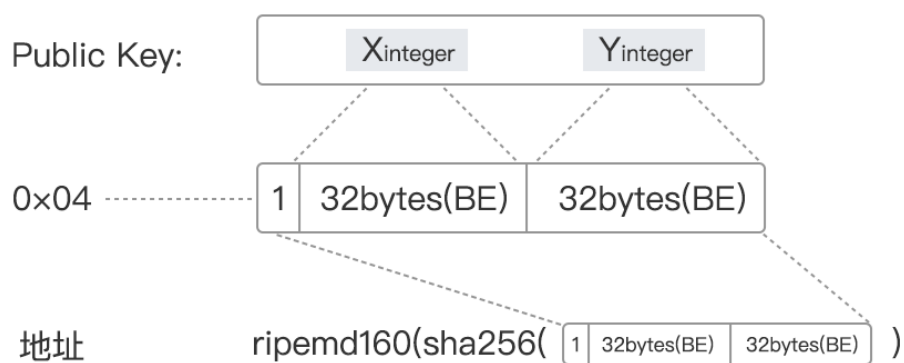 Public Key: Xinteger Yinteger
0×04 1 32bytes(BE) 32bytes(BE)
地址 ripemd160(sha256( 1 32bytes(BE) 32bytes(BE) )